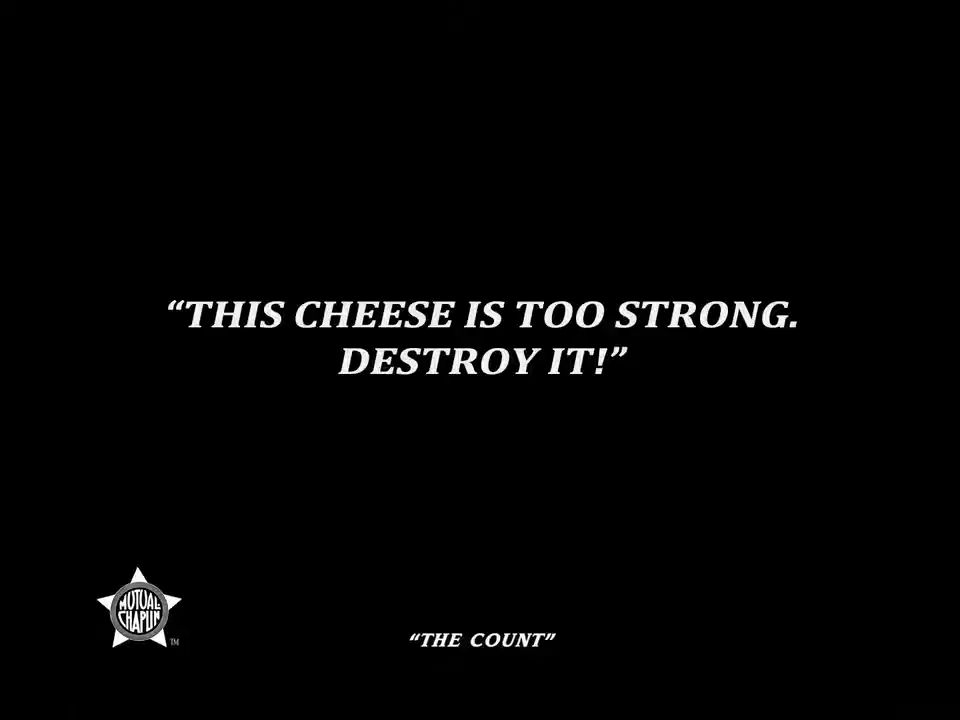 “THIS CHEESE IS TOO STRONG.
DESTROY IT!”
MUTUAL-
CHAPLIN
TM
“THE COUNT”